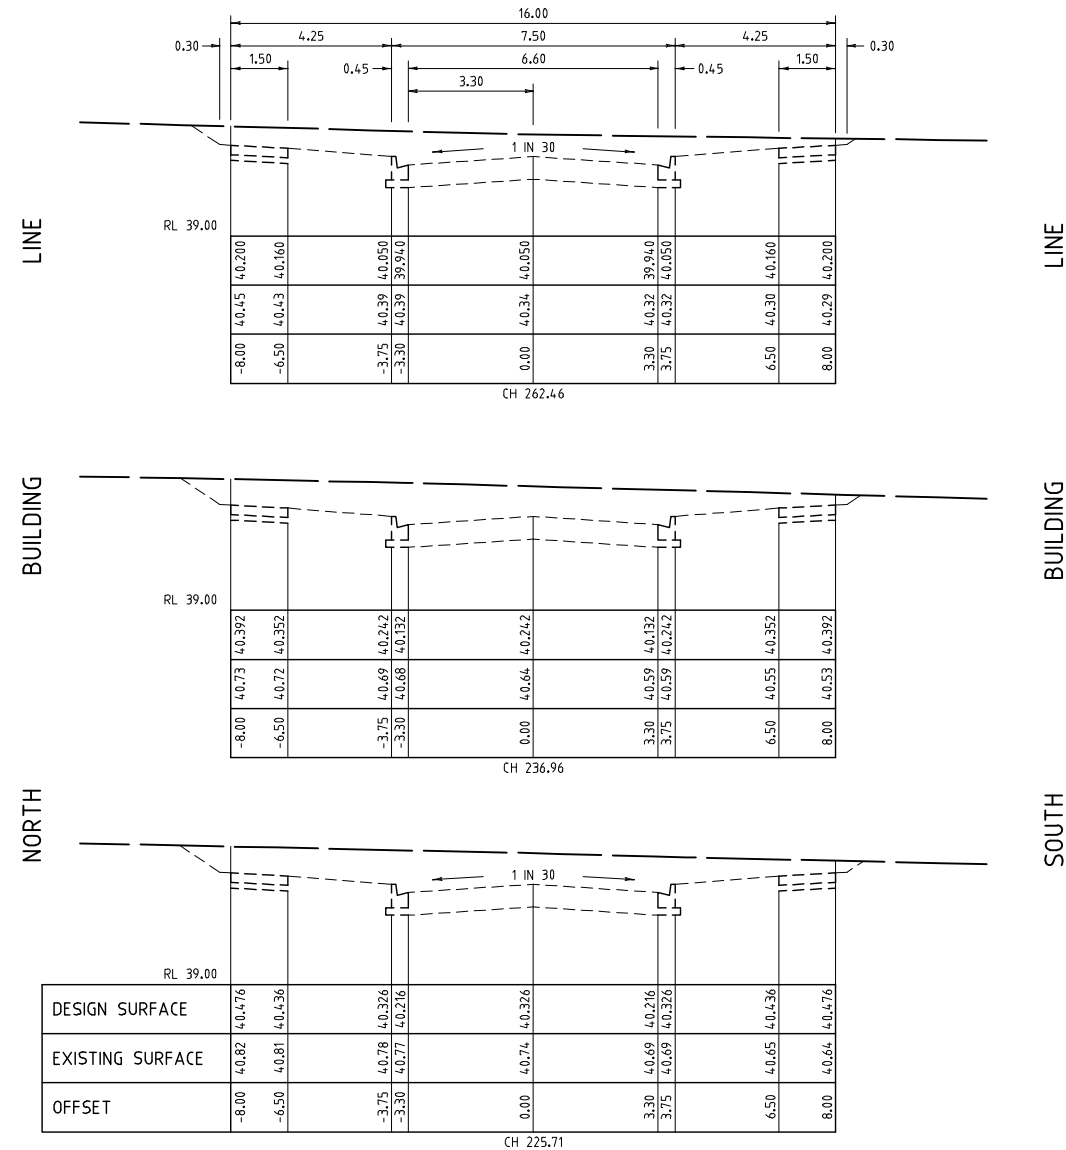 16.00
4.25 7.50 4.25
0.30 0.30
1.50 0.45 6.60 0.45 1.50
3.30
1 IN 30
RL 39.00
40.200 40.160 40.050 39.940 40.050 39.940 40.050 40.160 40.200
40.45 40.43 40.39 40.39 40.34 40.32 40.32 40.30 40.29
-8.00 -6.50 -3.75 -3.30 0.00 3.30 3.75 6.50 8.00
CH 262.46
RL 39.00
40.392 40.352 40.242 40.132 40.242 40.132 40.242 40.352 40.392
40.73 40.72 40.69 40.68 40.64 40.59 40.59 40.55 40.53
-8.00 -6.50 -3.75 -3.30 0.00 3.30 3.75 6.50 8.00
CH 236.96
1 IN 30
RL 39.00
DESIGN SURFACE 40.476 40.436 40.326 40.216 40.326 40.216 40.326 40.436 40.476
EXISTING SURFACE 40.82 40.81 40.78 40.77 40.74 40.69 40.69 40.65 40.64
OFFSET -8.00 -6.50 -3.75 -3.30 0.00 3.30 3.75 6.50 8.00
CH 225.71
NORTH BUILDING LINE
SOUTH BUILDING LINE